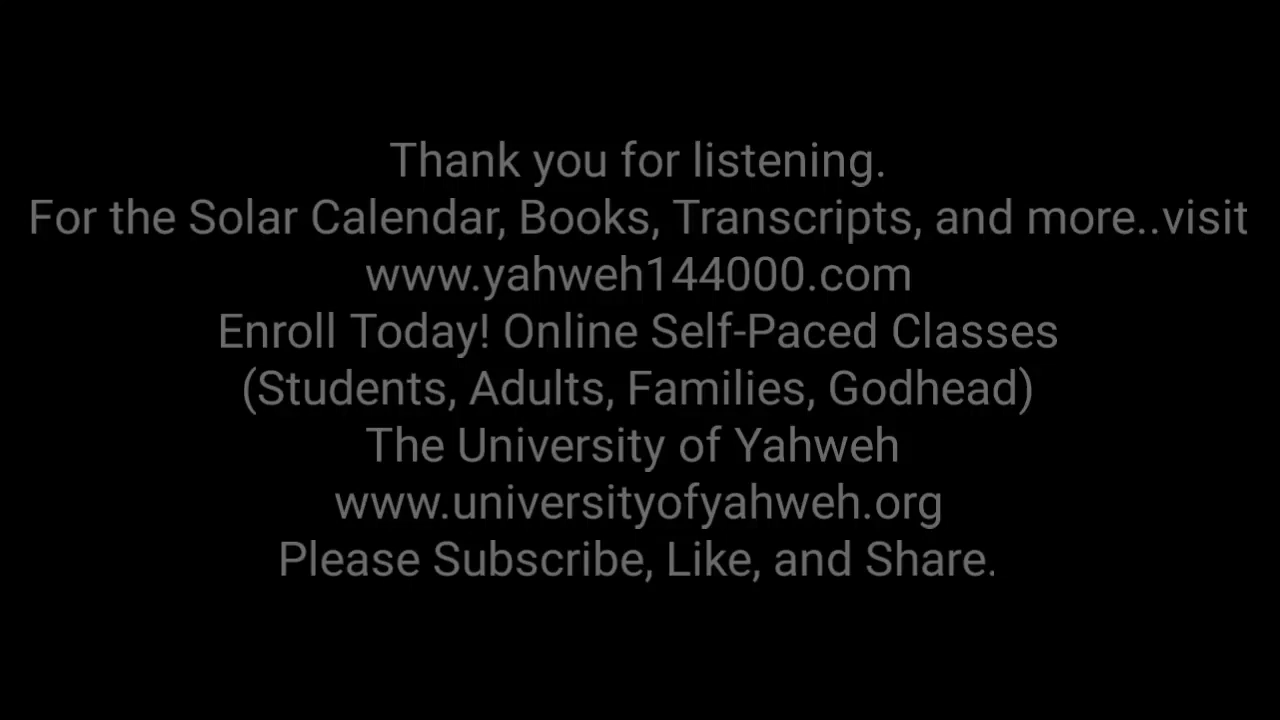 Thank you for listening.
For the Solar Calendar, Books, Transcripts, and more..visit
www.yahweh144000.com
Enroll Today! Online Self-Paced Classes
(Students, Adults, Families, Godhead)
The University of Yahweh
www.universityofyahweh.org
Please Subscribe, Like, and Share.